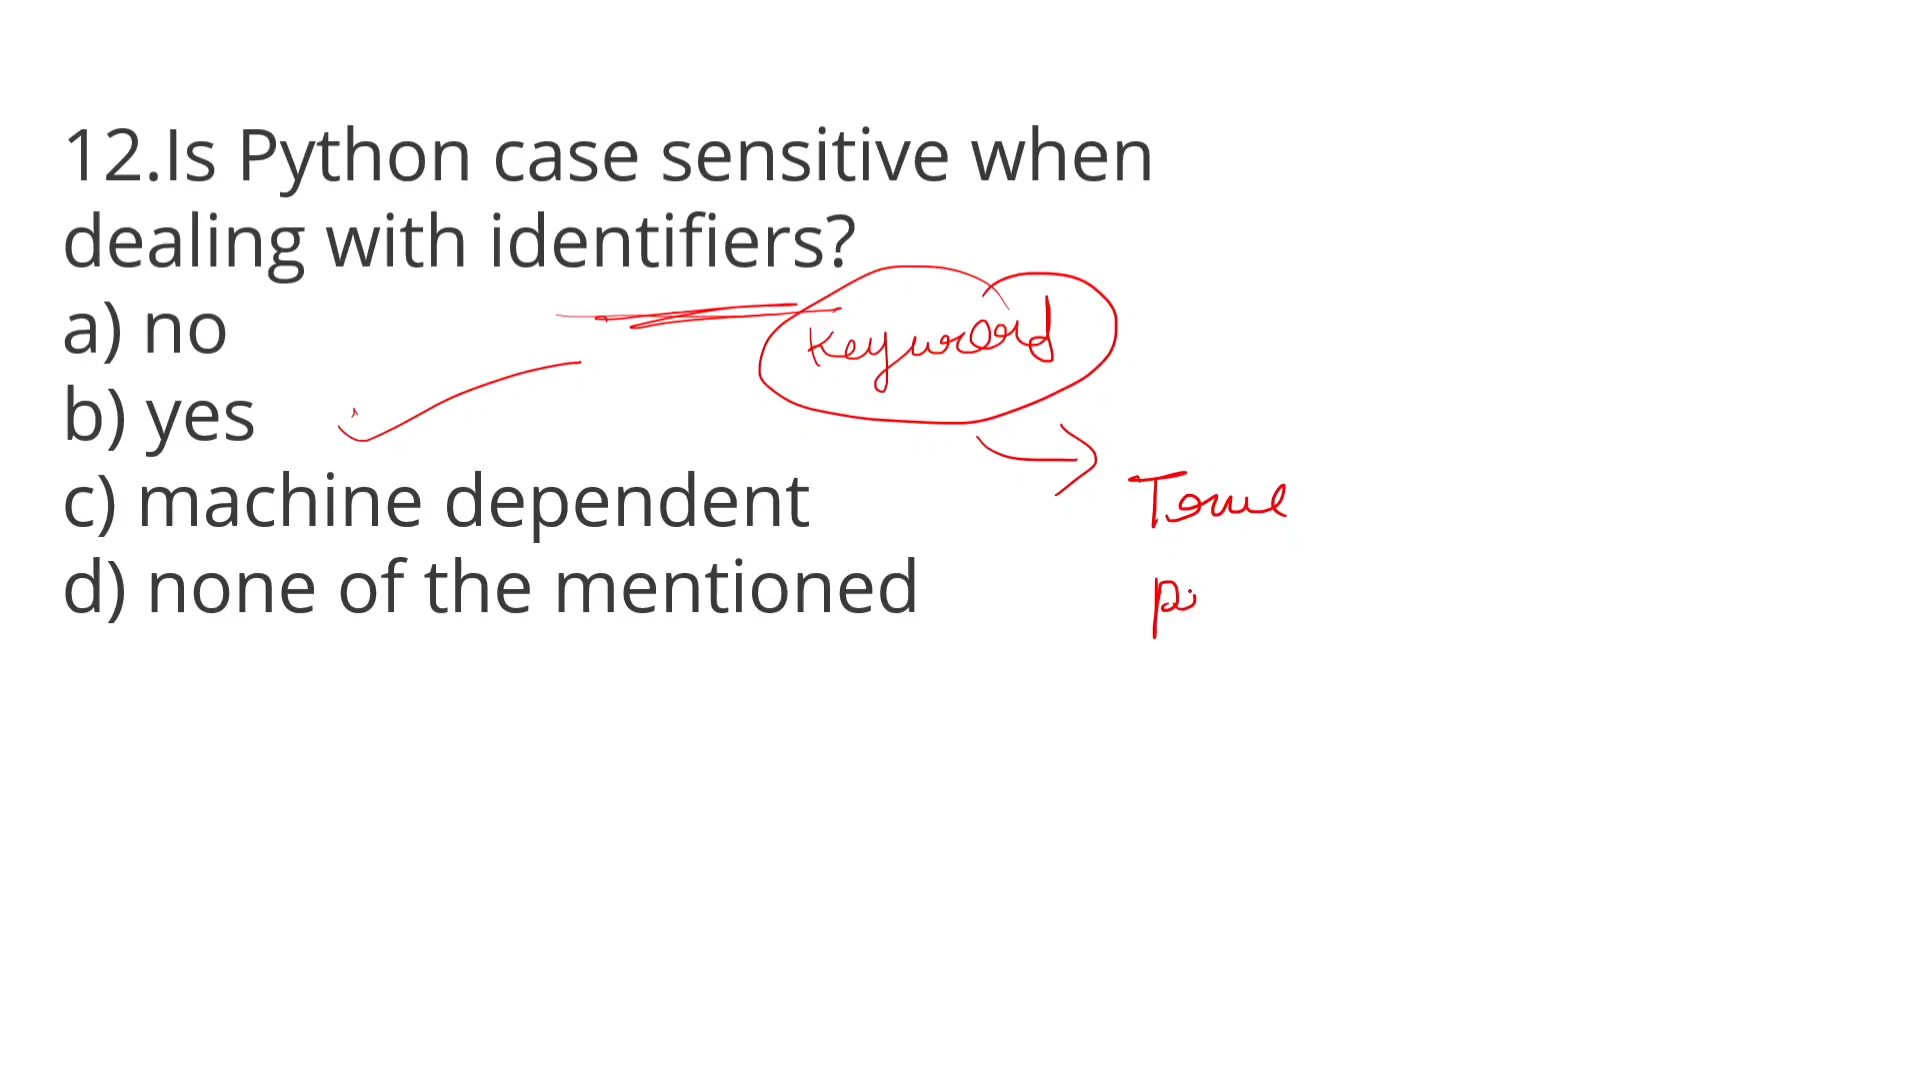 12.Is Python case sensitive when
dealing with identifiers?
a) no
Keyword
b) yes
c) machine dependent
True
d) none of the mentioned